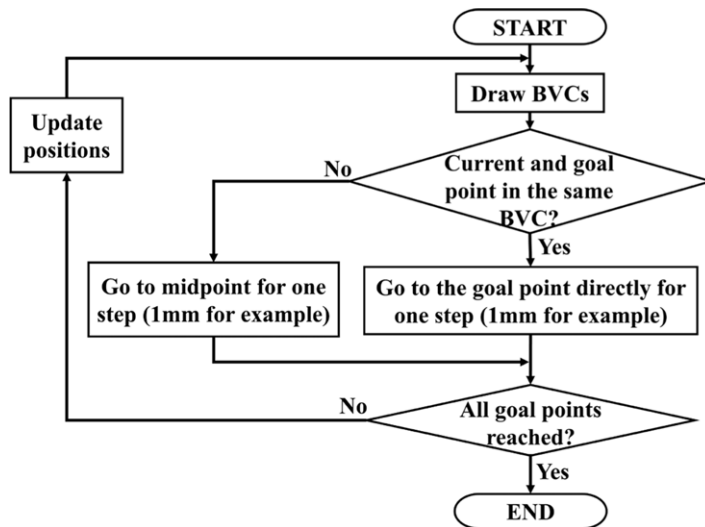 START
Draw BVCs
Update
positions
Current and goal
point in the same
BVC?
No
Yes
Go to midpoint for one
step (1mm for example)
Go to the goal point directly for
one step (1mm for example)
All goal points
reached?
No
Yes
END